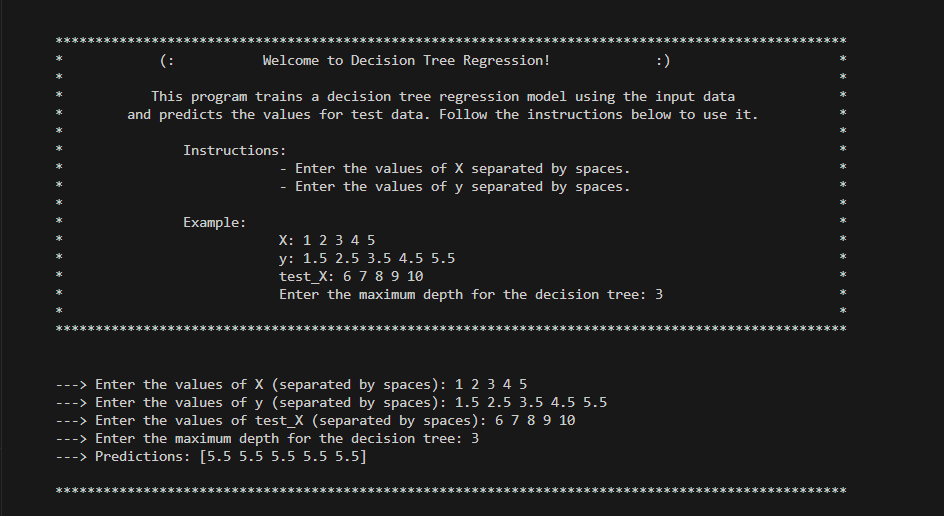 ***************************************************************************************************
*            (:           Welcome to Decision Tree Regression!             :)                     *
*                                                                                                 *
*           This program trains a decision tree regression model using the input data             *
*        and predicts the values for test data. Follow the instructions below to use it.          *
*                                                                                                 *
*               Instructions:                                                                     *
*                           - Enter the values of X separated by spaces.                          *
*                           - Enter the values of y separated by spaces.                          *
*                                                                                                 *
*               Example:                                                                          *
*                           X: 1 2 3 4 5                                                          *
*                           y: 1.5 2.5 3.5 4.5 5.5                                                *
*                           test_X: 6 7 8 9 10                                                    *
*                           Enter the maximum depth for the decision tree: 3                      *
*                                                                                                 *
***************************************************************************************************
---> Enter the values of X (separated by spaces): 1 2 3 4 5
---> Enter the values of y (separated by spaces): 1.5 2.5 3.5 4.5 5.5
---> Enter the values of test_X (separated by spaces): 6 7 8 9 10
---> Enter the maximum depth for the decision tree: 3
---> Predictions: [5.5 5.5 5.5 5.5 5.5]
***************************************************************************************************